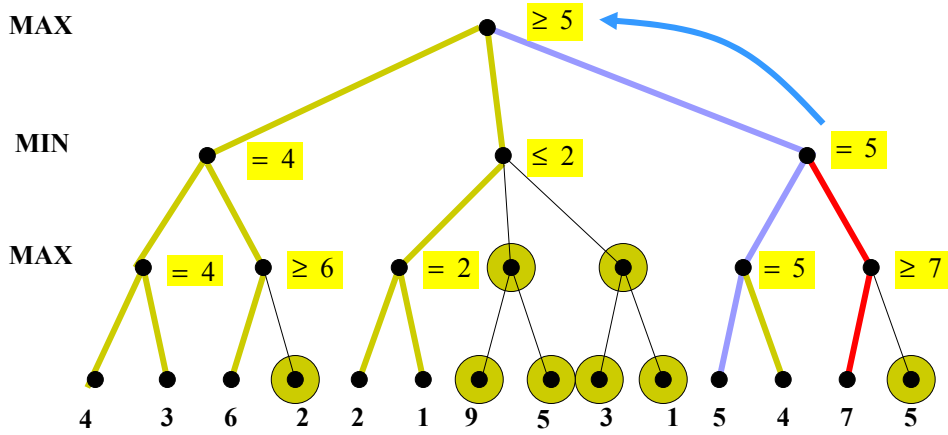 MAX ≥ 5
MIN = 4 ≤ 2 = 5
MAX = 4 ≥ 6 = 2 = 5 ≥ 7
4 3 6 2 2 1 9 5 3 1 5 4 7 5